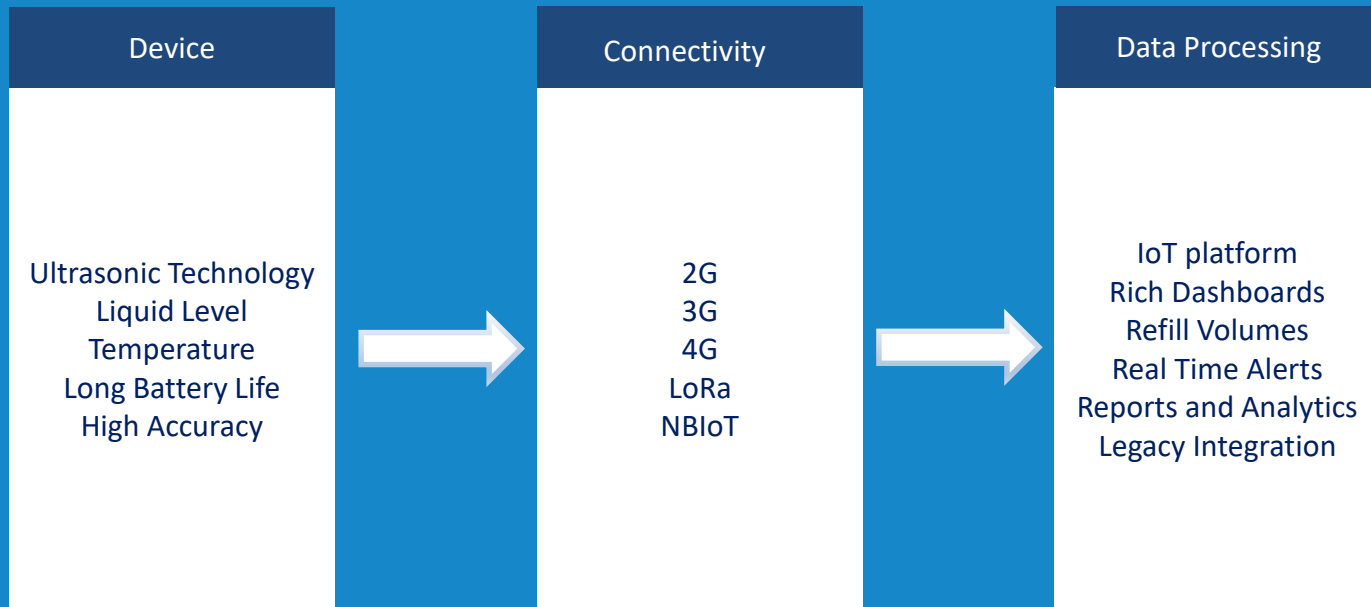 Device
Ultrasonic Technology
Liquid Level
Temperature
Long Battery Life
High Accuracy
Connectivity
2G
3G
4G
LoRa
NBIoT
Data Processing
IoT platform
Rich Dashboards
Refill Volumes
Real Time Alerts
Reports and Analytics
Legacy Integration